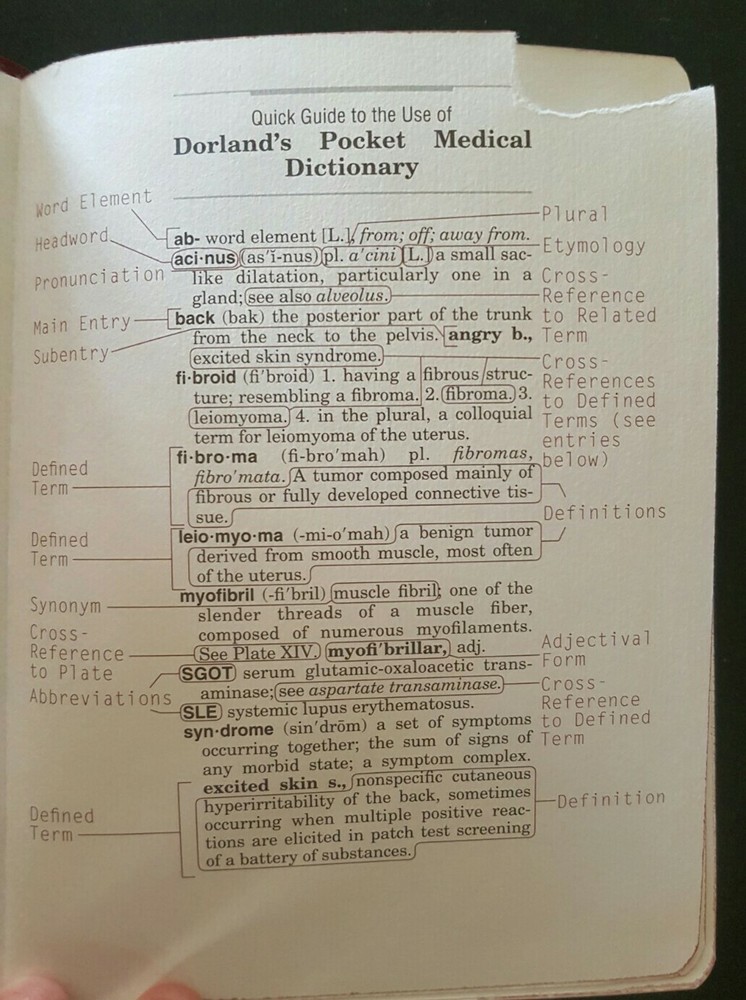 Quick Guide to the Use of
Dorland's Pocket Medical
Dictionary
Word Element
Plural
ab- word element [L.], from; off; away from.
Headword
Etymology
aci·nus (as′ĭ-nus) pl. a′cini [L.] a small sac-
Pronunciation
like dilatation, particularly one in a
gland; see also alveolus.
Cross-
Reference
to Related
Term
Main Entry
back (bak) the posterior part of the trunk
from the neck to the pelvis. angry b.,
Subentry
excited skin syndrome.
Cross-
References
to Defined
Terms (see
entries
below)
fi·broid (fi′broid) 1. having a fibrous struc-
ture; resembling a fibroma. 2. fibroma. 3.
leiomyoma. 4. in the plural, a colloquial
term for leiomyoma of the uterus.
Defined
Term
fi·bro·ma (fi-bro′mah) pl. fibromas,
fibro′mata. A tumor composed mainly of
fibrous or fully developed connective tis-
sue.
Definitions
Defined
Term
leio·myo·ma (-mi-o′mah) a benign tumor
derived from smooth muscle, most often
of the uterus.
Synonym
myofibril (-fi′bril) muscle fibril; one of the
slender threads of a muscle fiber,
composed of numerous myofilaments.
Cross-
Reference
to Plate
See Plate XIV. myofi′brillar, adj.
Adjectival
Form
Abbreviations
SGOT serum glutamic-oxaloacetic trans-
aminase; see aspartate transaminase.
Cross-
Reference
to Defined
Term
SLE systemic lupus erythematosus.
syn·drome (sin′drōm) a set of symptoms
occurring together; the sum of signs of
any morbid state; a symptom complex.
Defined
Term
excited skin s., nonspecific cutaneous
hyperirritability of the back, sometimes
occurring when multiple positive reac-
tions are elicited in patch test screening
of a battery of substances.
Definition